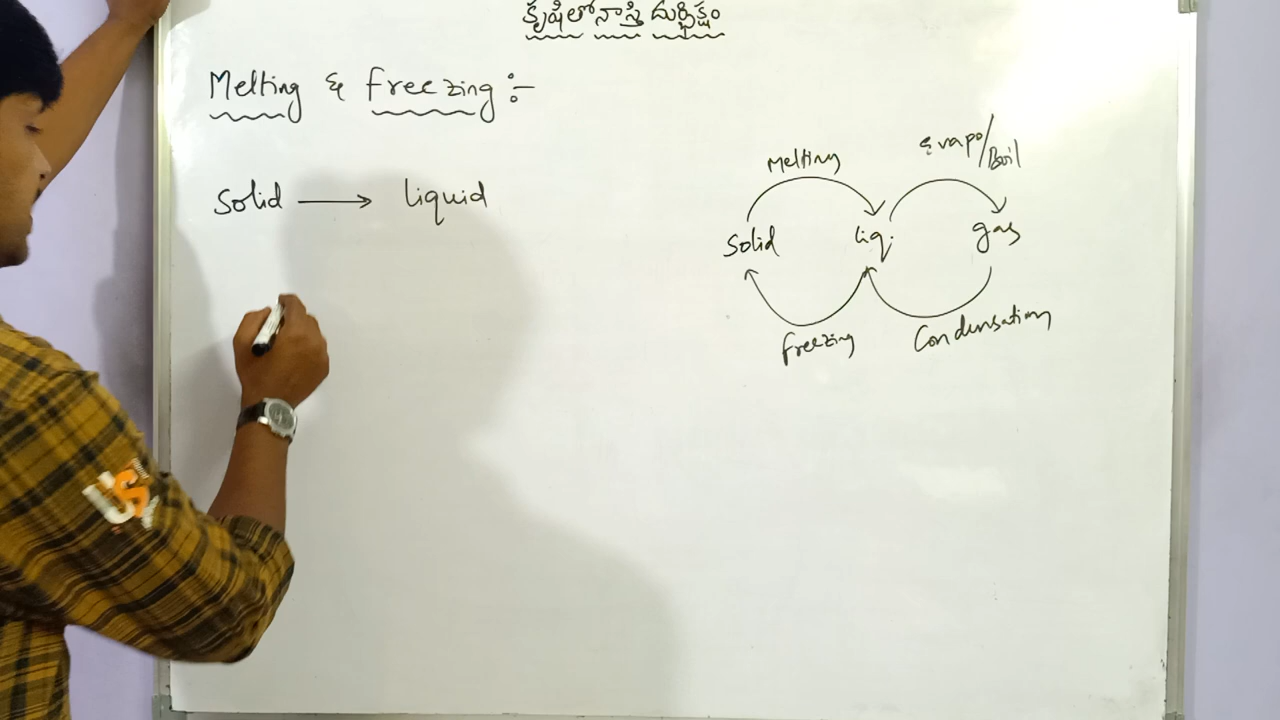 కృషితో నాస్తి దుర్భిక్షం
Melting & freezing :-
Solid → liquid
Melting
Evapo/Boil
Solid liq. gas
freezing
Condensation